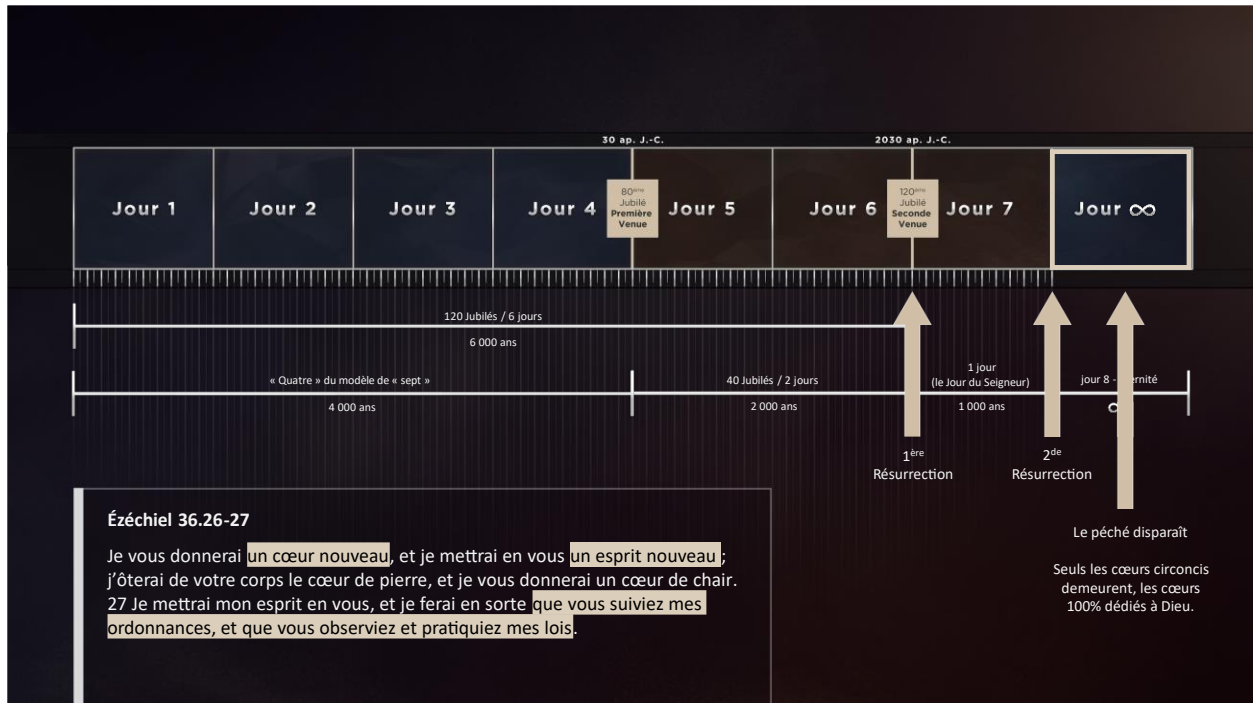 30 ap. J.-C.
2030 ap. J.-C.
Jour 1
Jour 2
Jour 3
Jour 4
80ème
Jubilé
Première
Venue
Jour 5
Jour 6
120ème
Jubilé
Seconde
Venue
Jour 7
Jour ∞
120 Jubilés / 6 jours
6 000 ans
« Quatre » du modèle de « sept »
4 000 ans
40 Jubilés / 2 jours
2 000 ans
1 jour
(le Jour du Seigneur)
1 000 ans
jour 8 -
1ère
Résurrection
2de
Résurrection
Le péché disparaît
Seuls les cœurs circoncis
demeurent, les cœurs
100% dédiés à Dieu.
Ézéchiel 36.26-27
Je vous donnerai un cœur nouveau, et je mettrai en vous un esprit nouveau ;
j’ôterai de votre corps le cœur de pierre, et je vous donnerai un cœur de chair.
27 Je mettrai mon esprit en vous, et je ferai en sorte que vous suiviez mes
ordonnances, et que vous observiez et pratiquiez mes lois.